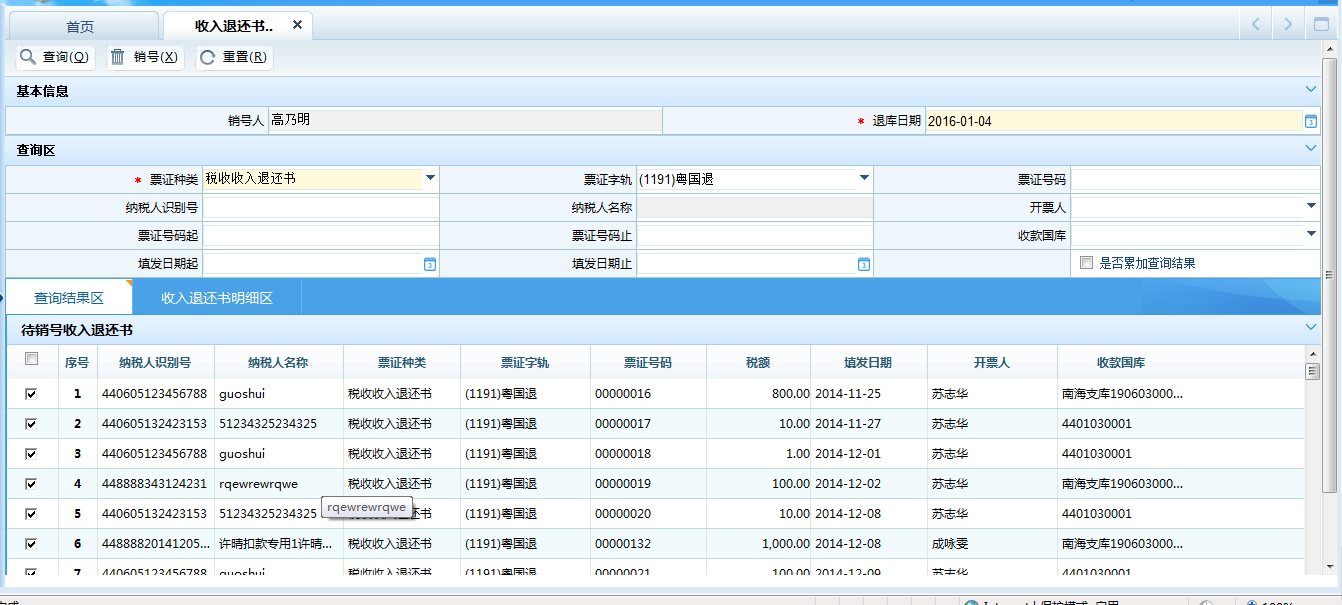 首页 收入退还书..
查询(Q) 销号(X) 重置(R)
基本信息
销号人 高乃明 * 退库日期 2016-01-04
查询区
* 票证种类 税收收入退还书 票证字轨 (1191)粤国退 票证号码
纳税人识别号 纳税人名称 开票人
票证号码起 票证号码止 收款国库
填发日期起 填发日期止 是否累加查询结果
查询结果区 收入退还书明细区
待销号收入退还书
序号 纳税人识别号 纳税人名称 票证种类 票证字轨 票证号码 税额 填发日期 开票人 收款国库
1 440605123456788 guoshui 税收收入退还书 (1191)粤国退 00000016 800.00 2014-11-25 苏志华 南海支库190603000...
2 440605132423153 51234325234325 税收收入退还书 (1191)粤国退 00000017 10.00 2014-11-27 苏志华 4401030001
3 440605123456788 guoshui 税收收入退还书 (1191)粤国退 00000018 1.00 2014-12-01 苏志华 4401030001
4 448888343124231 rqewrewrqwe 税收收入退还书 (1191)粤国退 00000019 100.00 2014-12-02 苏志华 南海支库190603000...
rqewrewrqwe
5 440605132423153 51234325234325 税收收入退还书 (1191)粤国退 00000020 10.00 2014-12-08 苏志华 4401030001
6 44888820141205... 许晴扣款专用1许晴... 税收收入退还书 (1191)粤国退 00000132 1,000.00 2014-12-08 成咏雯 南海支库190603000...
7 440605123456788 guoshui 税收收入退还书 (1191)粤国退 00000021 100.00 2014-12-09 苏志华 4401030001